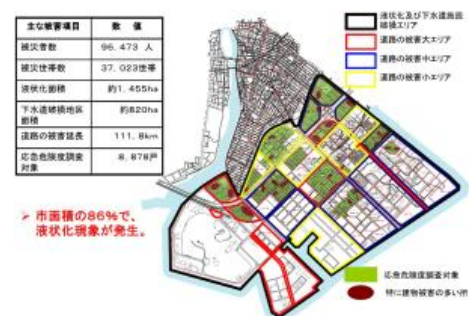 主な被害項目 数 値
被災者数 96,473 人
被災世帯数 37,023世帯
液状化面積 約1,455ha
下水道破損地区
面積 約820ha
道路の被害延長 111.8km
応急危険度調査
対象 8,878戸
➢ 市面積の86%で、
液状化現象が発生。
液状化及び下水道施設
破損エリア
道路の被害大エリア
道路の被害中エリア
道路の被害小エリア
応急危険度調査対象
特に建物被害の多い所